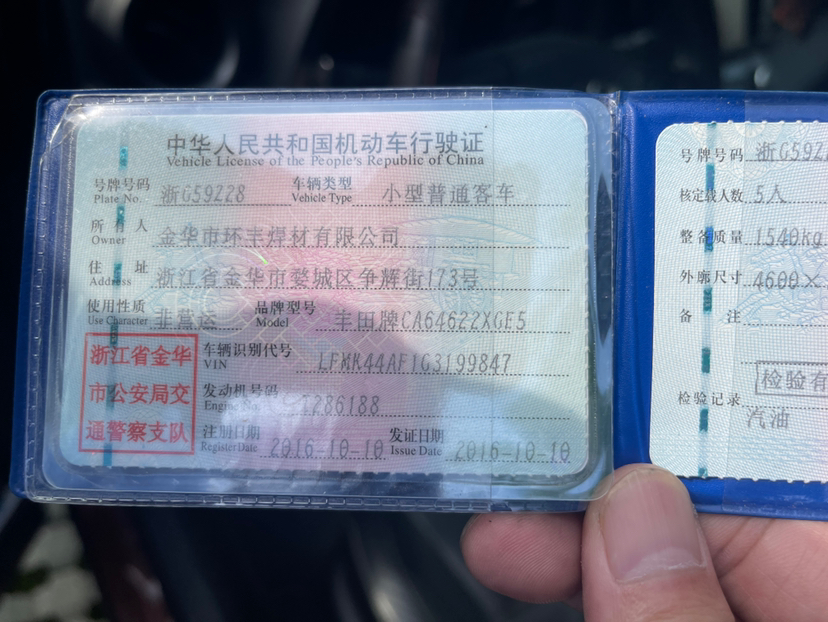 中华人民共和国机动车行驶证
Vehicle License of the People's Republic of China
号牌号码 浙G59Z28 车辆类型 小型普通客车
Plate No. Vehicle Type
所有人 金华市环丰焊材有限公司
Owner
住址 浙江省金华市婺城区争辉街173号
Address
使用性质 非营运 品牌型号 丰田牌CA64622XGE5
Use Character Model
浙江省金华
市公安局交
通警察支队
车辆识别代号 LFMK44AF1G3199847
VIN
发动机号码 T286188
Engine No.
注册日期 2016-10-10 发证日期 2016-10-10
Register Date Issue Date
号牌号码
核定载人数 5人
整备质量 1540kg
外廓尺寸 4600×
备注
检验有
检验记录
汽油